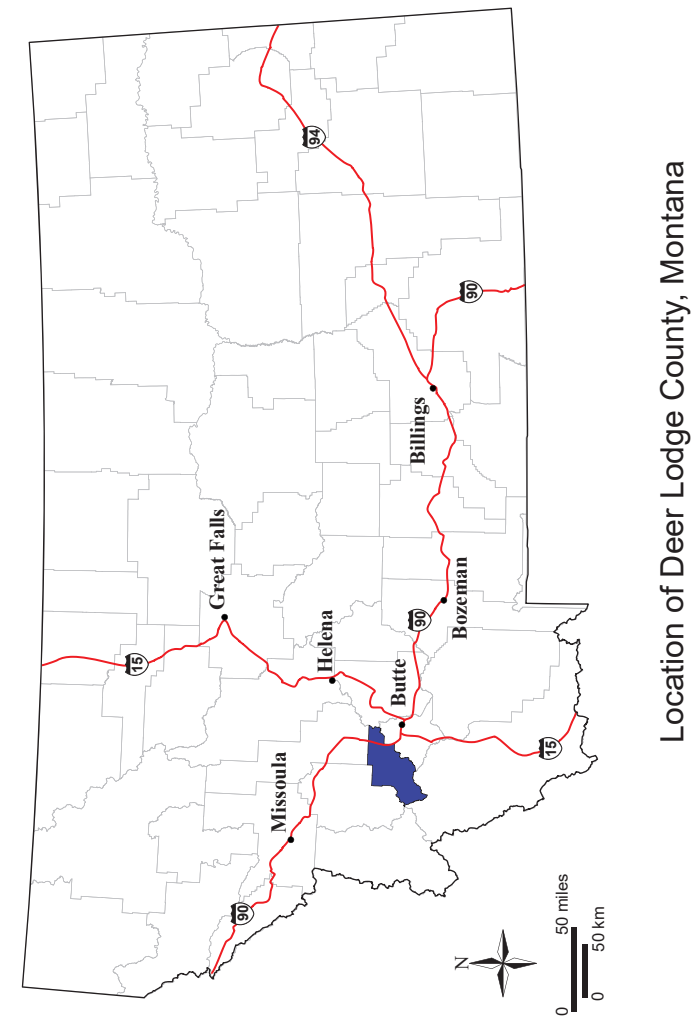 15
Great Falls
94
Helena
Missoula
90
Butte
90
Billings
90
Bozeman
15
N
0 50 miles
0 50 km
Location of Deer Lodge County, Montana